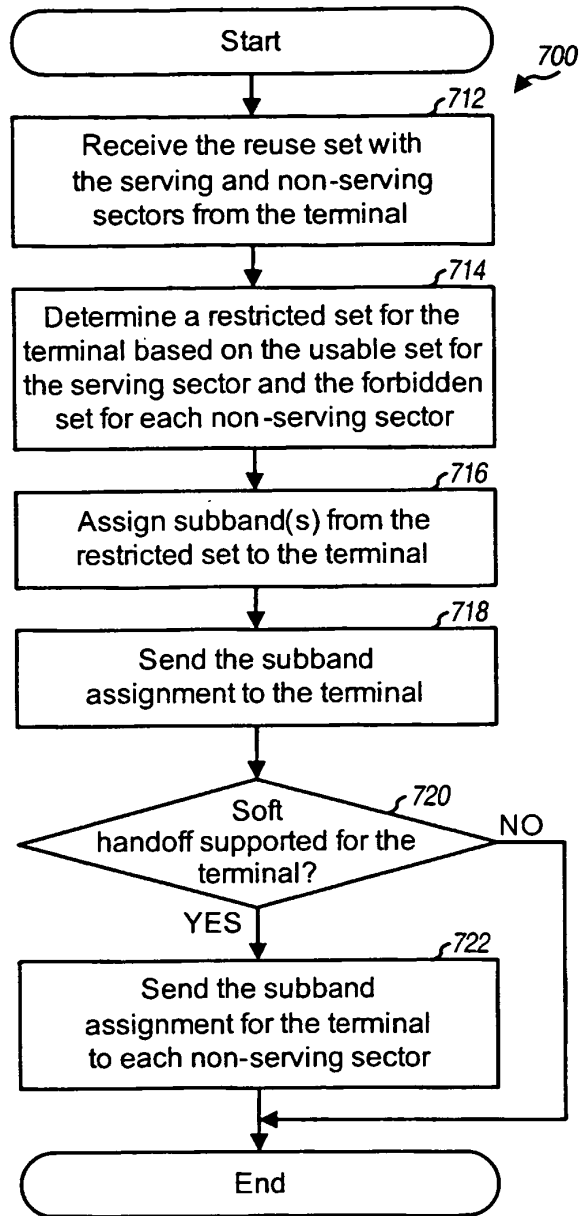 Start
700
712
Receive the reuse set with
the serving and non-serving
sectors from the terminal
714
Determine a restricted set for the
terminal based on the usable set for
the serving sector and the forbidden
set for each non-serving sector
716
Assign subband(s) from the
restricted set to the terminal
718
Send the subband
assignment to the terminal
720
Soft
handoff supported for the
terminal?
NO
YES
722
Send the subband
assignment for the terminal
to each non-serving sector
End